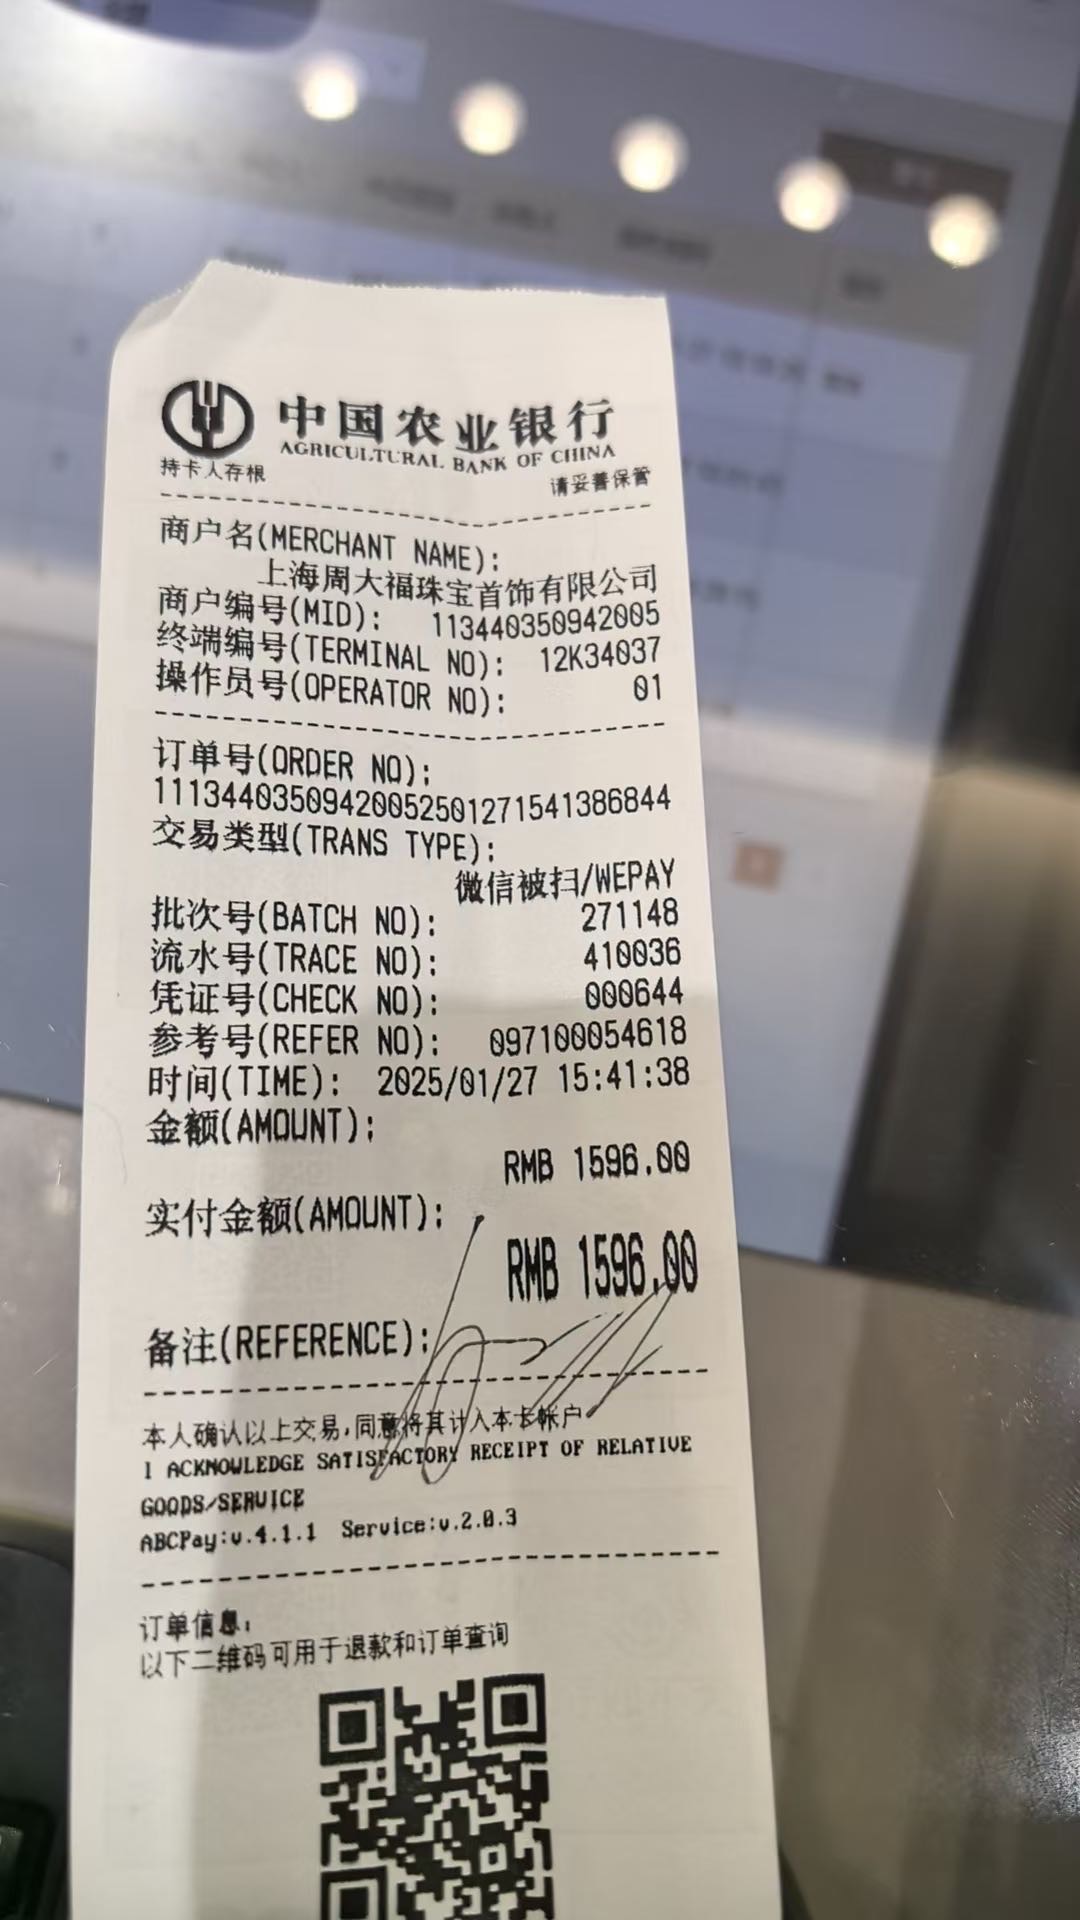 中国农业银行
AGRICULTURAL BANK OF CHINA
持卡人存根 请妥善保管
商户名(MERCHANT NAME):
上海周大福珠宝首饰有限公司
商户编号(MID): 113440350942005
终端编号(TERMINAL NO): 12K34037
操作员号(OPERATOR NO): 01
订单号(ORDER NO):
11134403509420052501271541386844
交易类型(TRANS TYPE):
微信被扫/WEPAY
批次号(BATCH NO): 271148
流水号(TRACE NO): 410036
凭证号(CHECK NO): 000644
参考号(REFER NO): 097100054618
时间(TIME): 2025/01/27 15:41:38
金额(AMOUNT):
RMB 1596.00
实付金额(AMOUNT):
RMB 1596.00
备注(REFERENCE):
本人确认以上交易,同意将其计入本卡帐户
I ACKNOWLEDGE SATISFACTORY RECEIPT OF RELATIVE
GOODS/SERVICE
ABCPay:v.4.1.1 Service:v.2.0.3
订单信息:
以下二维码可用于退款和订单查询